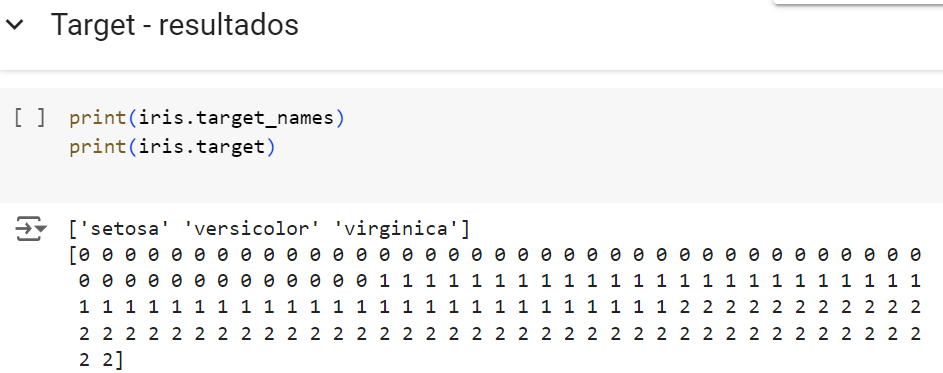 Target - resultados
[ ] print(iris.target_names)
print(iris.target)
['setosa' 'versicolor' 'virginica']
[0 0 0 0 0 0 0 0 0 0 0 0 0 0 0 0 0 0 0 0 0 0 0 0 0 0 0 0 0 0 0 0 0 0 0 0 0
0 0 0 0 0 0 0 0 0 0 0 0 0 1 1 1 1 1 1 1 1 1 1 1 1 1 1 1 1 1 1 1 1 1 1 1 1
1 1 1 1 1 1 1 1 1 1 1 1 1 1 1 1 1 1 1 1 1 1 1 1 1 1 2 2 2 2 2 2 2 2 2 2 2
2 2 2 2 2 2 2 2 2 2 2 2 2 2 2 2 2 2 2 2 2 2 2 2 2 2 2 2 2 2 2 2 2 2 2 2 2
2 2]